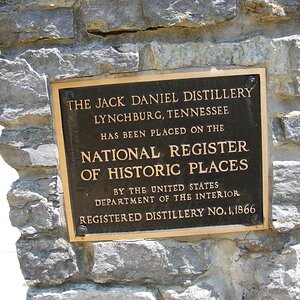 THE JACK DANIEL DISTILLERY
LYNCHBURG, TENNESSEE
HAS BEEN PLACED ON THE
NATIONAL REGISTER
OF HISTORIC PLACES
BY THE UNITED STATES
DEPARTMENT OF THE INTERIOR
REGISTERED DISTILLERY NO. 1, 1866